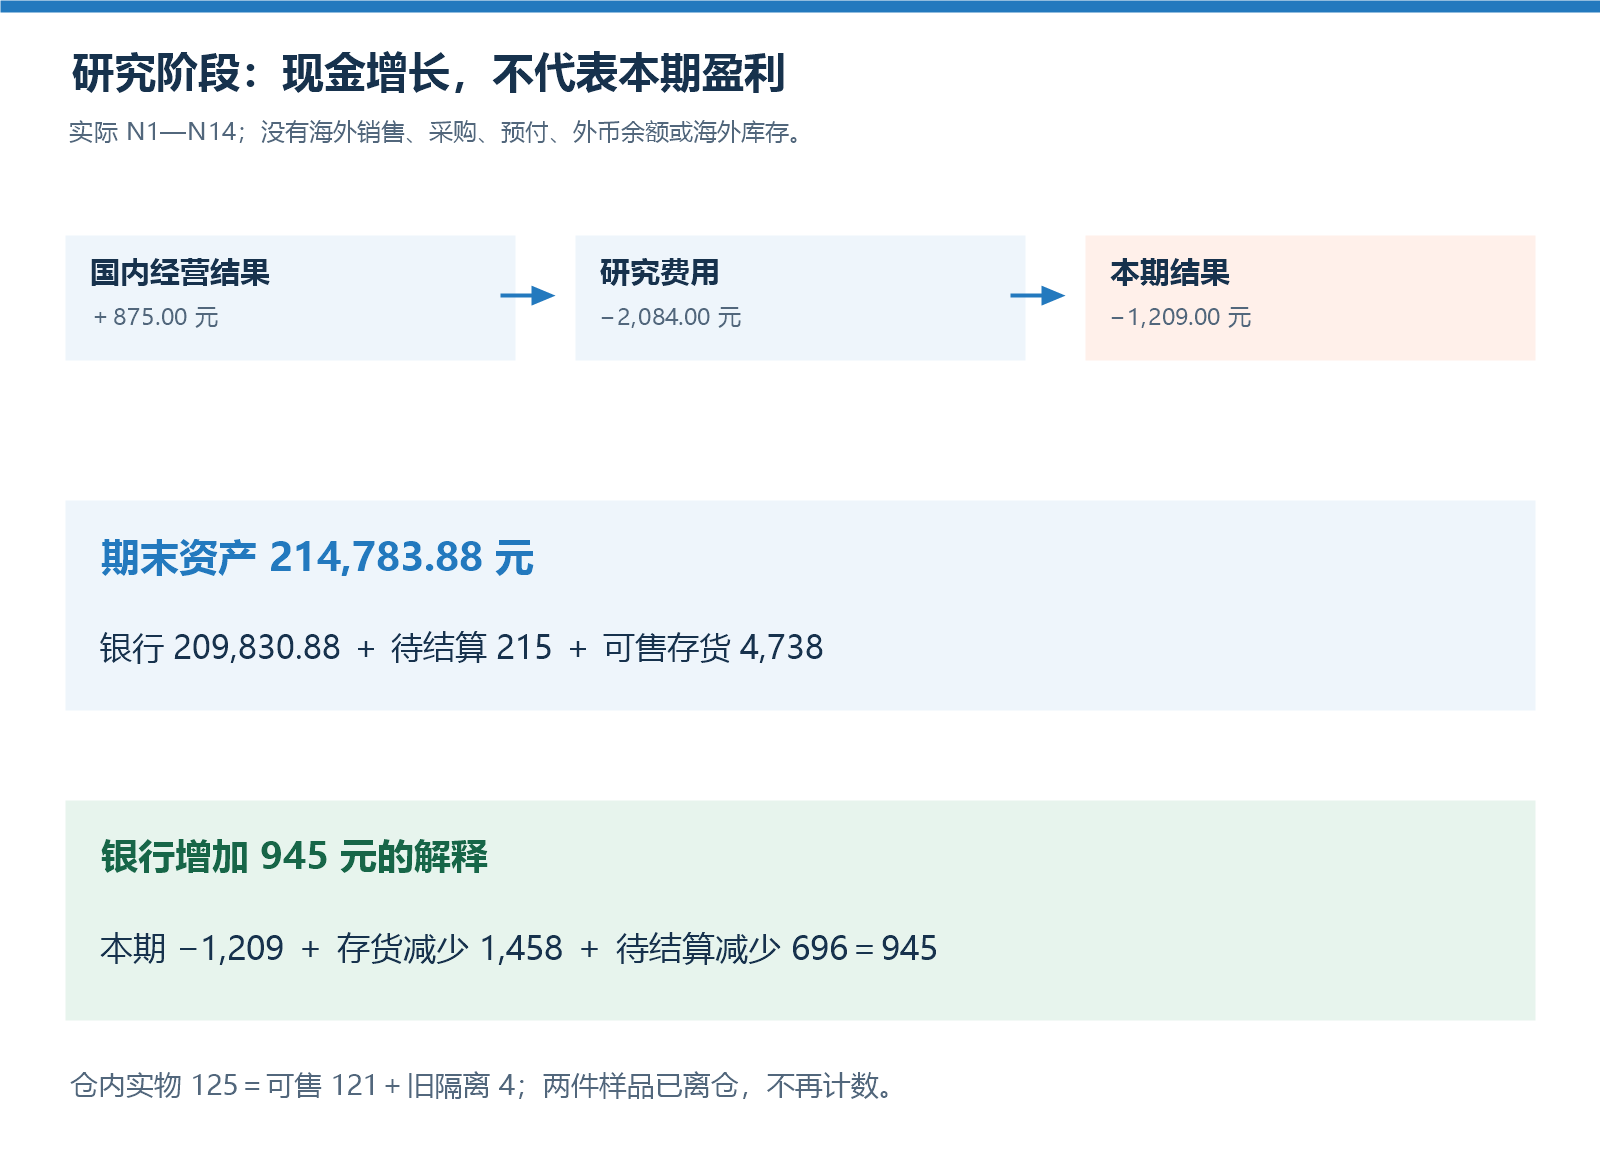 研究阶段：现金增长，不代表本期盈利
实际 N1—N14；没有海外销售、采购、预付、外币余额或海外库存。
国内经营结果
+875.00 元
研究费用
−2,084.00 元
本期结果
−1,209.00 元
期末资产 214,783.88 元
银行 209,830.88 + 待结算 215 + 可售存货 4,738
银行增加 945 元的解释
本期 −1,209 + 存货减少 1,458 + 待结算减少 696 = 945
仓内实物 125 = 可售 121 + 旧隔离 4；两件样品已离仓，不再计数。